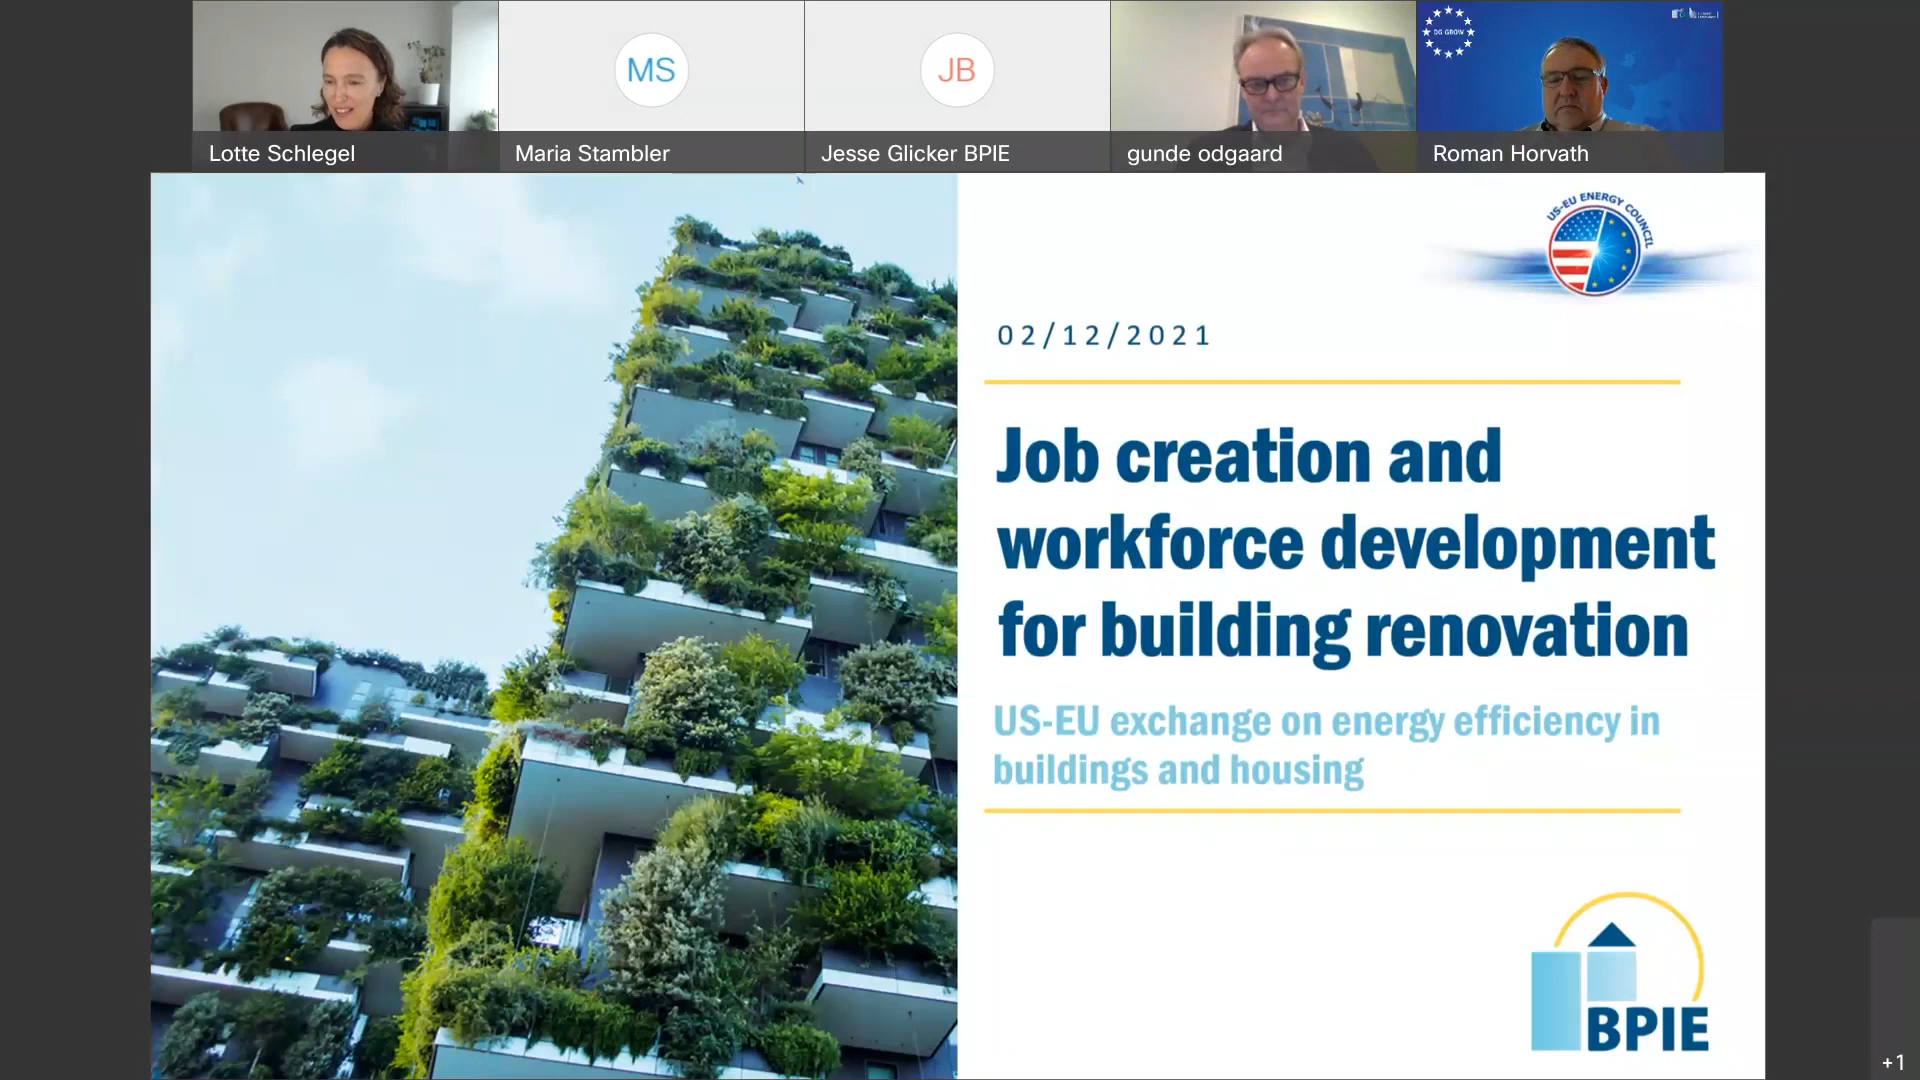 DG GROW
MS
JB
Lotte Schlegel
Maria Stambler
Jesse Glicker BPIE
gunde odgaard
Roman Horvath
US-EU ENERGY COUNCIL
02/12/2021
Job creation and
workforce development
for building renovation
US-EU exchange on energy efficiency in
buildings and housing
BPIE
+1